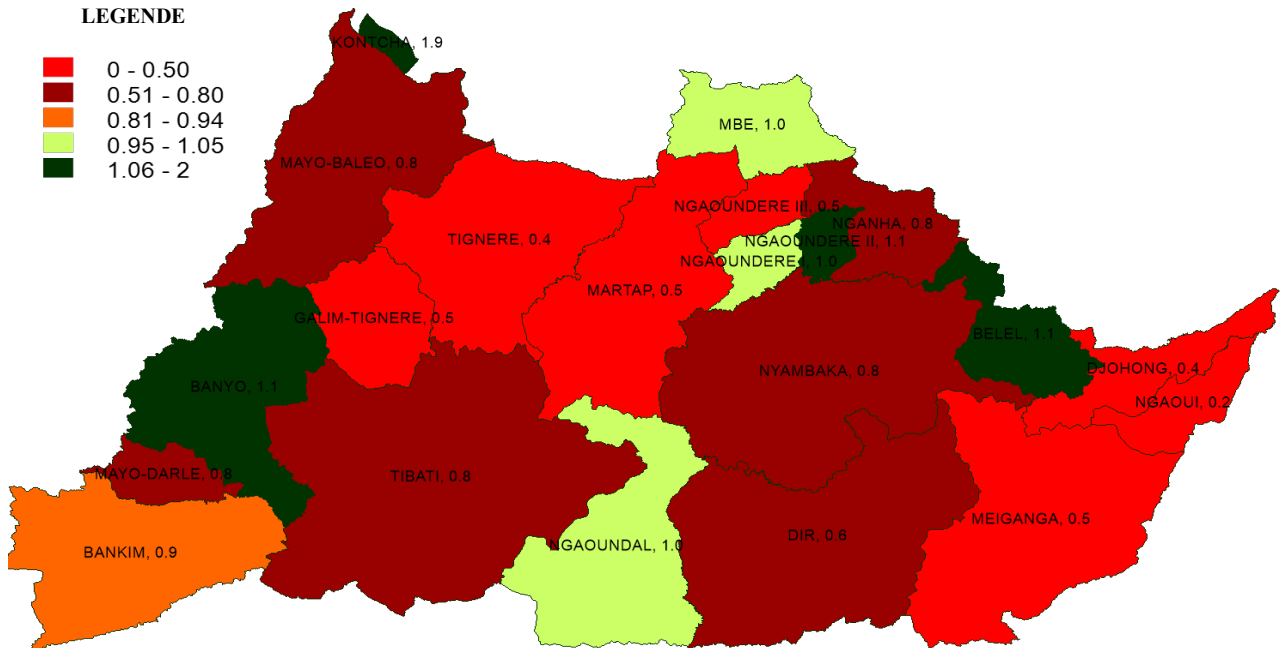 LEGENDE
0 - 0.50
0.51 - 0.80
0.81 - 0.94
0.95 - 1.05
1.06 - 2
KONTCHA, 1.9
MBE, 1.0
MAYO-BALEO, 0.8
NGAOUNDERE III, 0.5
NGANHA, 0.8
TIGNERE, 0.4
NGAOUNDERE II, 1.1
NGAOUNDERE I, 1.0
MARTAP, 0.5
GALIM-TIGNERE, 0.5
BELEL, 1.1
DJOHONG, 0.4
NYAMBAKA, 0.8
BANYO, 1.1
NGAOUI, 0.2
MAYO-DARLE, 0.8
TIBATI, 0.8
MEIGANGA, 0.5
DIR, 0.6
NGAOUNDAL, 1.0
BANKIM, 0.9